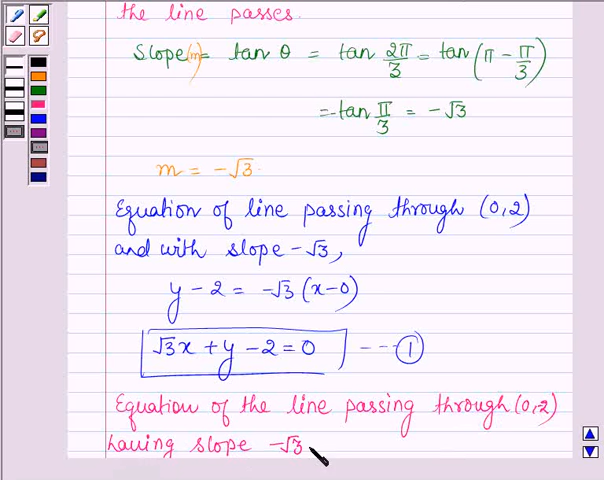 the line passes.
Slope(m) = tan θ = tan 2π/3 = tan (π - π/3)
= -tan π/3 = -√3
m = -√3
Equation of line passing through (0,2)
and with slope -√3,
y - 2 = -√3 (x-0)
√3x + y - 2 = 0 --- ①
Equation of the line passing through (0,2)
having slope -√3